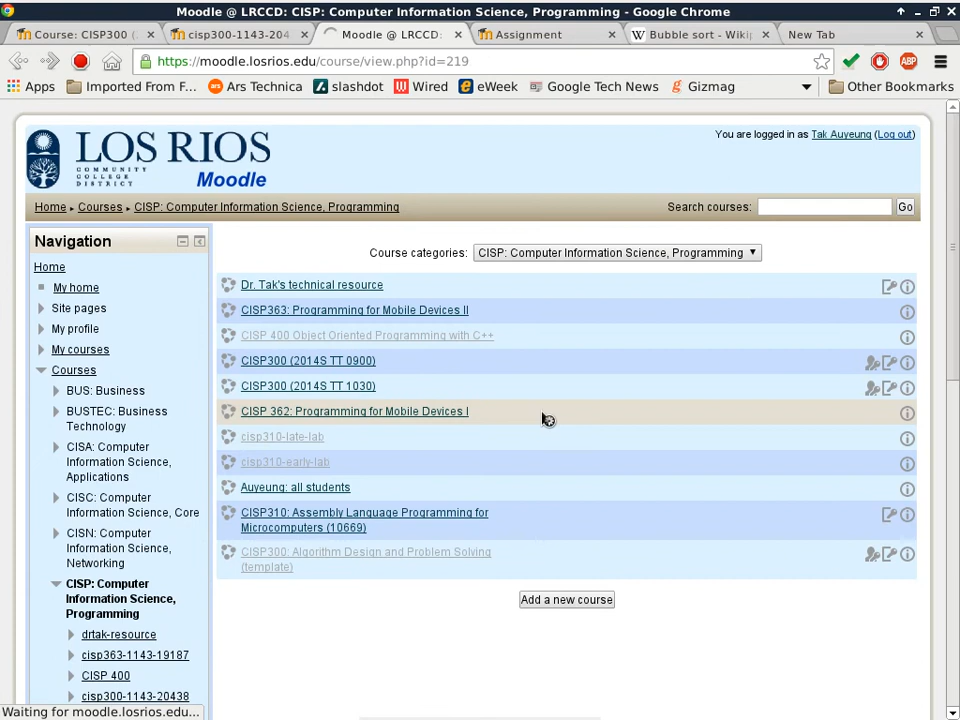 Moodle @ LRCCD: CISP: Computer Information Science, Programming - Google Chrome
Course: CISP300 (
cisp300-1143-204
Moodle @ LRCCD:
Assignment
Bubble sort - Wikip
New Tab
https://moodle.losrios.edu/course/view.php?id=219
ABP
Apps
Imported From F...
Ars Technica
slashdot
Wired
eWeek
Google Tech News
Gizmag
Other Bookmarks
LOS RIOS
COMMUNITY
COLLEGE
DISTRICT
Moodle
You are logged in as Tak Auyeung (Log out)
Home ▸ Courses ▸ CISP: Computer Information Science, Programming
Search courses:
Go
Navigation
Home
My home
Site pages
My profile
My courses
Courses
BUS: Business
BUSTEC: Business
Technology
CISA: Computer
Information Science,
Applications
CISC: Computer
Information Science, Core
CISN: Computer
Information Science,
Networking
CISP: Computer
Information Science,
Programming
drtak-resource
cisp363-1143-19187
CISP 400
cisp300-1143-20438
Course categories:
CISP: Computer Information Science, Programming
Dr. Tak's technical resource
CISP363: Programming for Mobile Devices II
CISP 400 Object Oriented Programming with C++
CISP300 (2014S TT 0900)
CISP300 (2014S TT 1030)
CISP 362: Programming for Mobile Devices I
cisp310-late-lab
cisp310-early-lab
Auyeung: all students
CISP310: Assembly Language Programming for
Microcomputers (10669)
CISP300: Algorithm Design and Problem Solving
(template)
Add a new course
Waiting for moodle.losrios.edu...